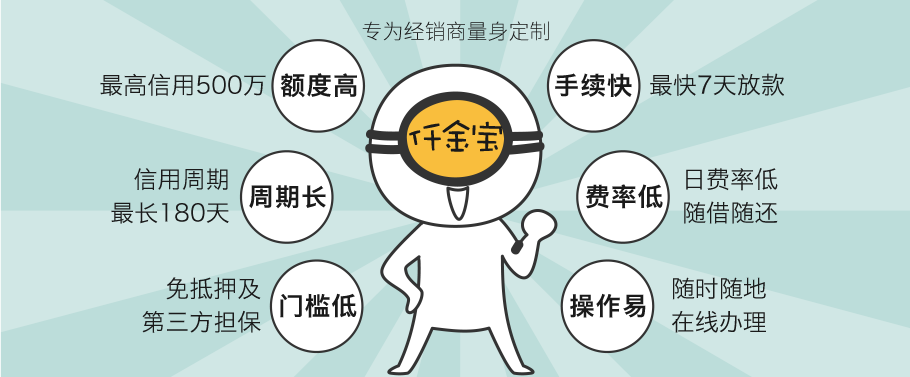 专为经销商量身定制
最高信用500万
额度高
手续快
最快7天放款
仟金宝
信用周期
最长180天
周期长
费率低
日费率低
随借随还
免抵押及
第三方担保
门槛低
操作易
随时随地
在线办理